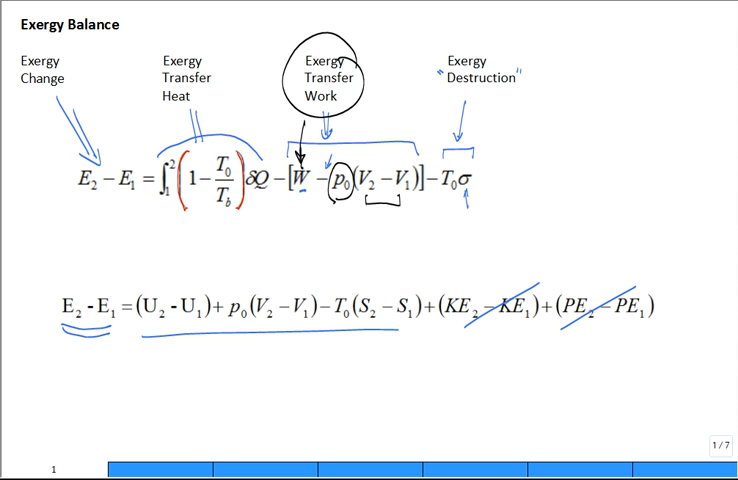 Exergy Balance
Exergy Change
Exergy Transfer Heat
Exergy Transfer Work
Exergy "Destruction"
E₂ − E₁ = ∫₁² (1 − T₀/T_b) δQ − [W − p₀(V₂ − V₁)] − T₀σ
E₂ - E₁ = (U₂ - U₁) + p₀(V₂ − V₁) − T₀(S₂ − S₁) + (KE₂ − KE₁) + (PE₂ − PE₁)
1 / 7
1